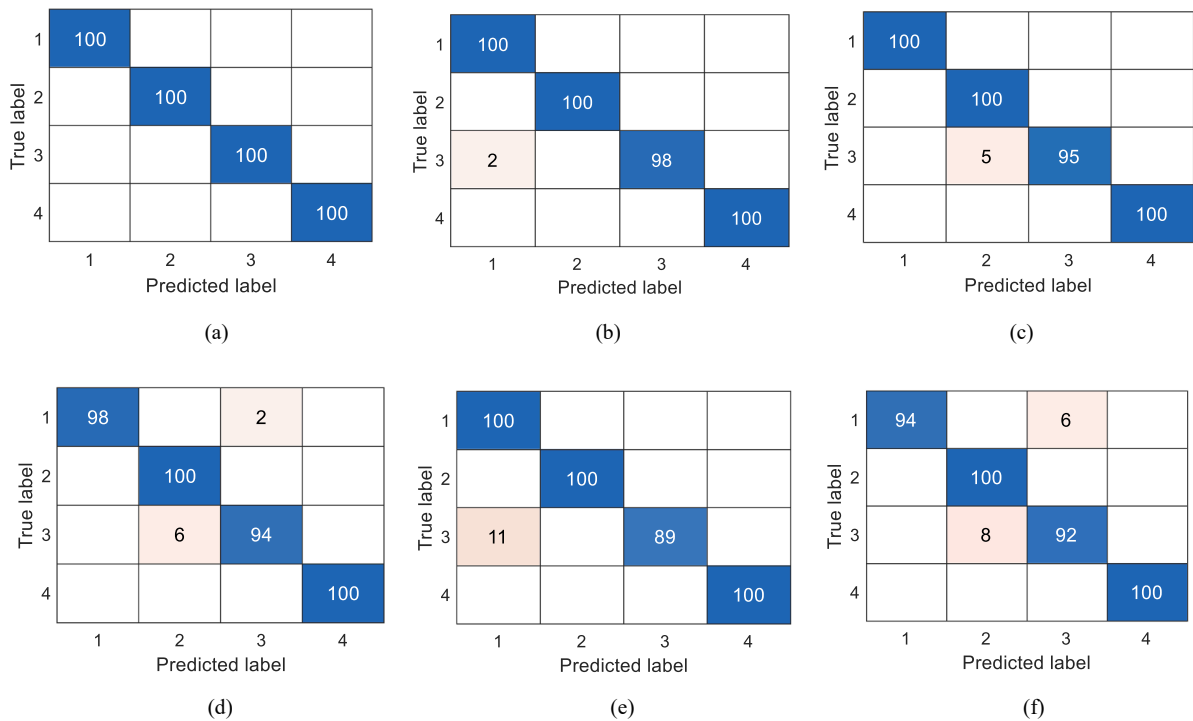 1 100
2 100
3 100
4 100
1 2 3 4
Predicted label
True label
(a)
1 100
2 100
3 2 98
4 100
1 2 3 4
Predicted label
True label
(b)
1 100
2 100
3 5 95
4 100
1 2 3 4
Predicted label
True label
(c)
1 98 2
2 100
3 6 94
4 100
1 2 3 4
Predicted label
True label
(d)
1 100
2 100
3 11 89
4 100
1 2 3 4
Predicted label
True label
(e)
1 94 6
2 100
3 8 92
4 100
1 2 3 4
Predicted label
True label
(f)